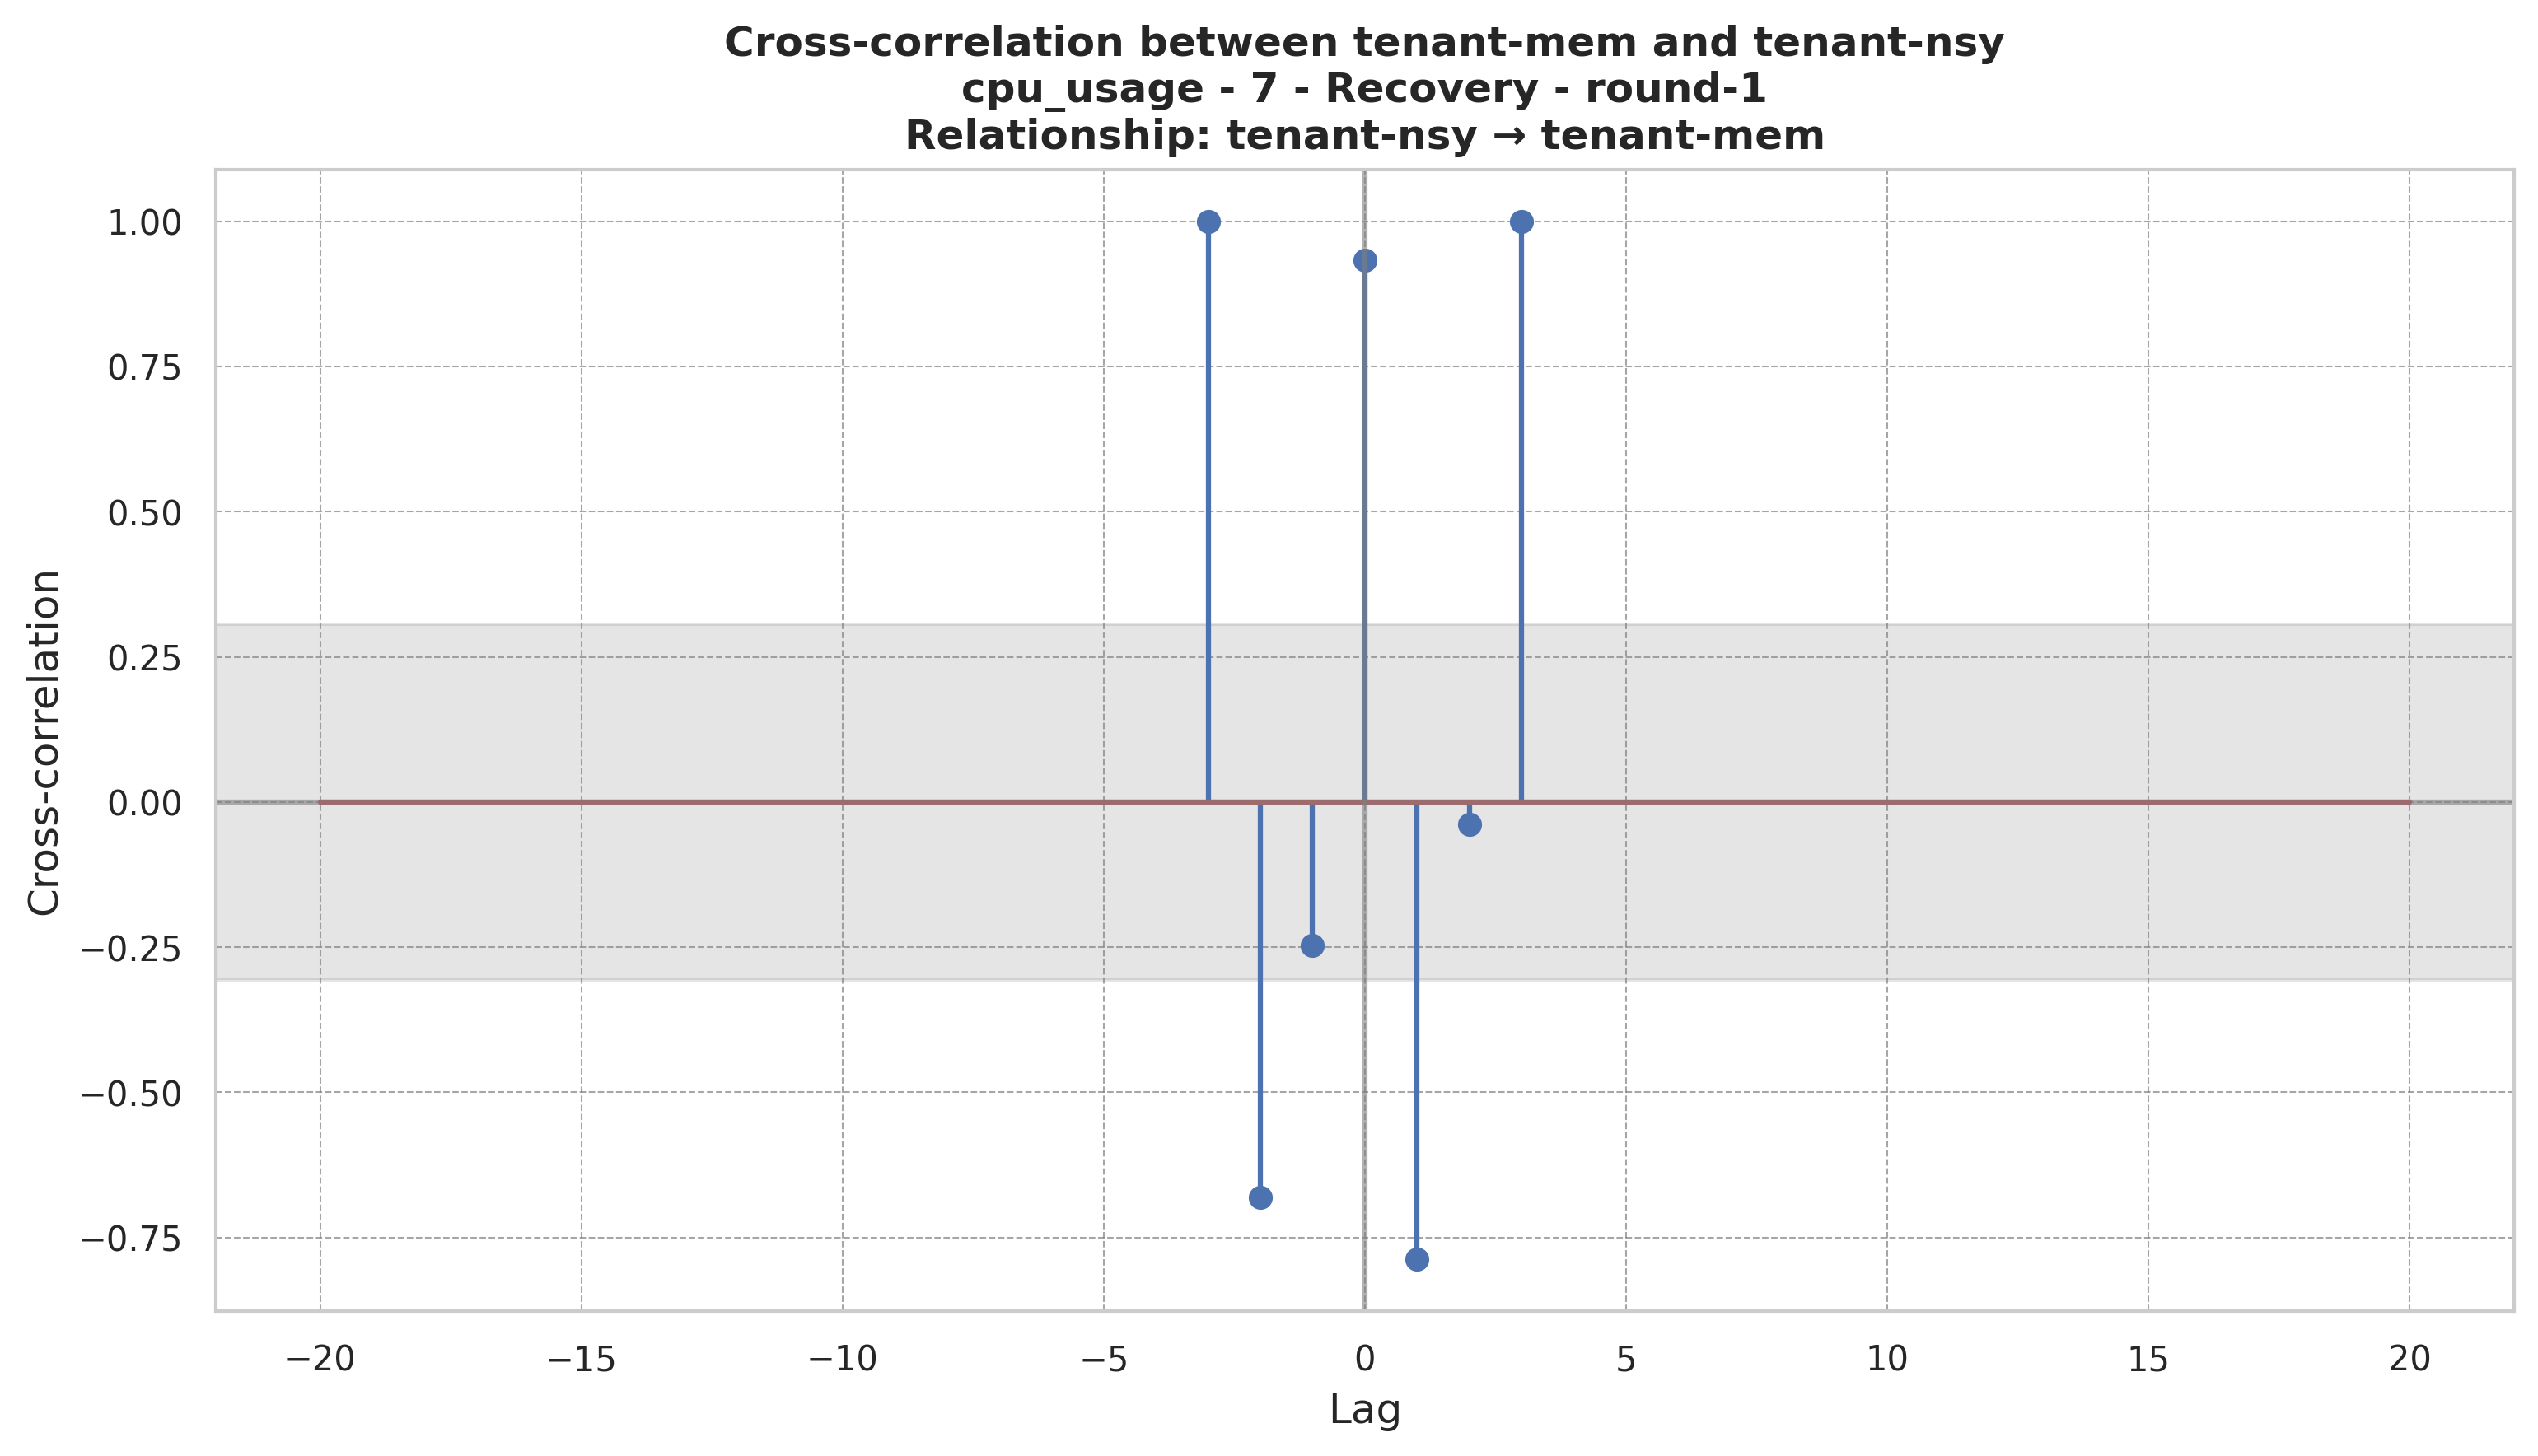 Cross-correlation between tenant-mem and tenant-nsy
cpu_usage - 7 - Recovery - round-1
Relationship: tenant-nsy → tenant-mem
1.00
0.75
0.50
0.25
0.00
−0.25
−0.50
−0.75
Cross-correlation
−20 −15 −10 −5 0 5 10 15 20
Lag